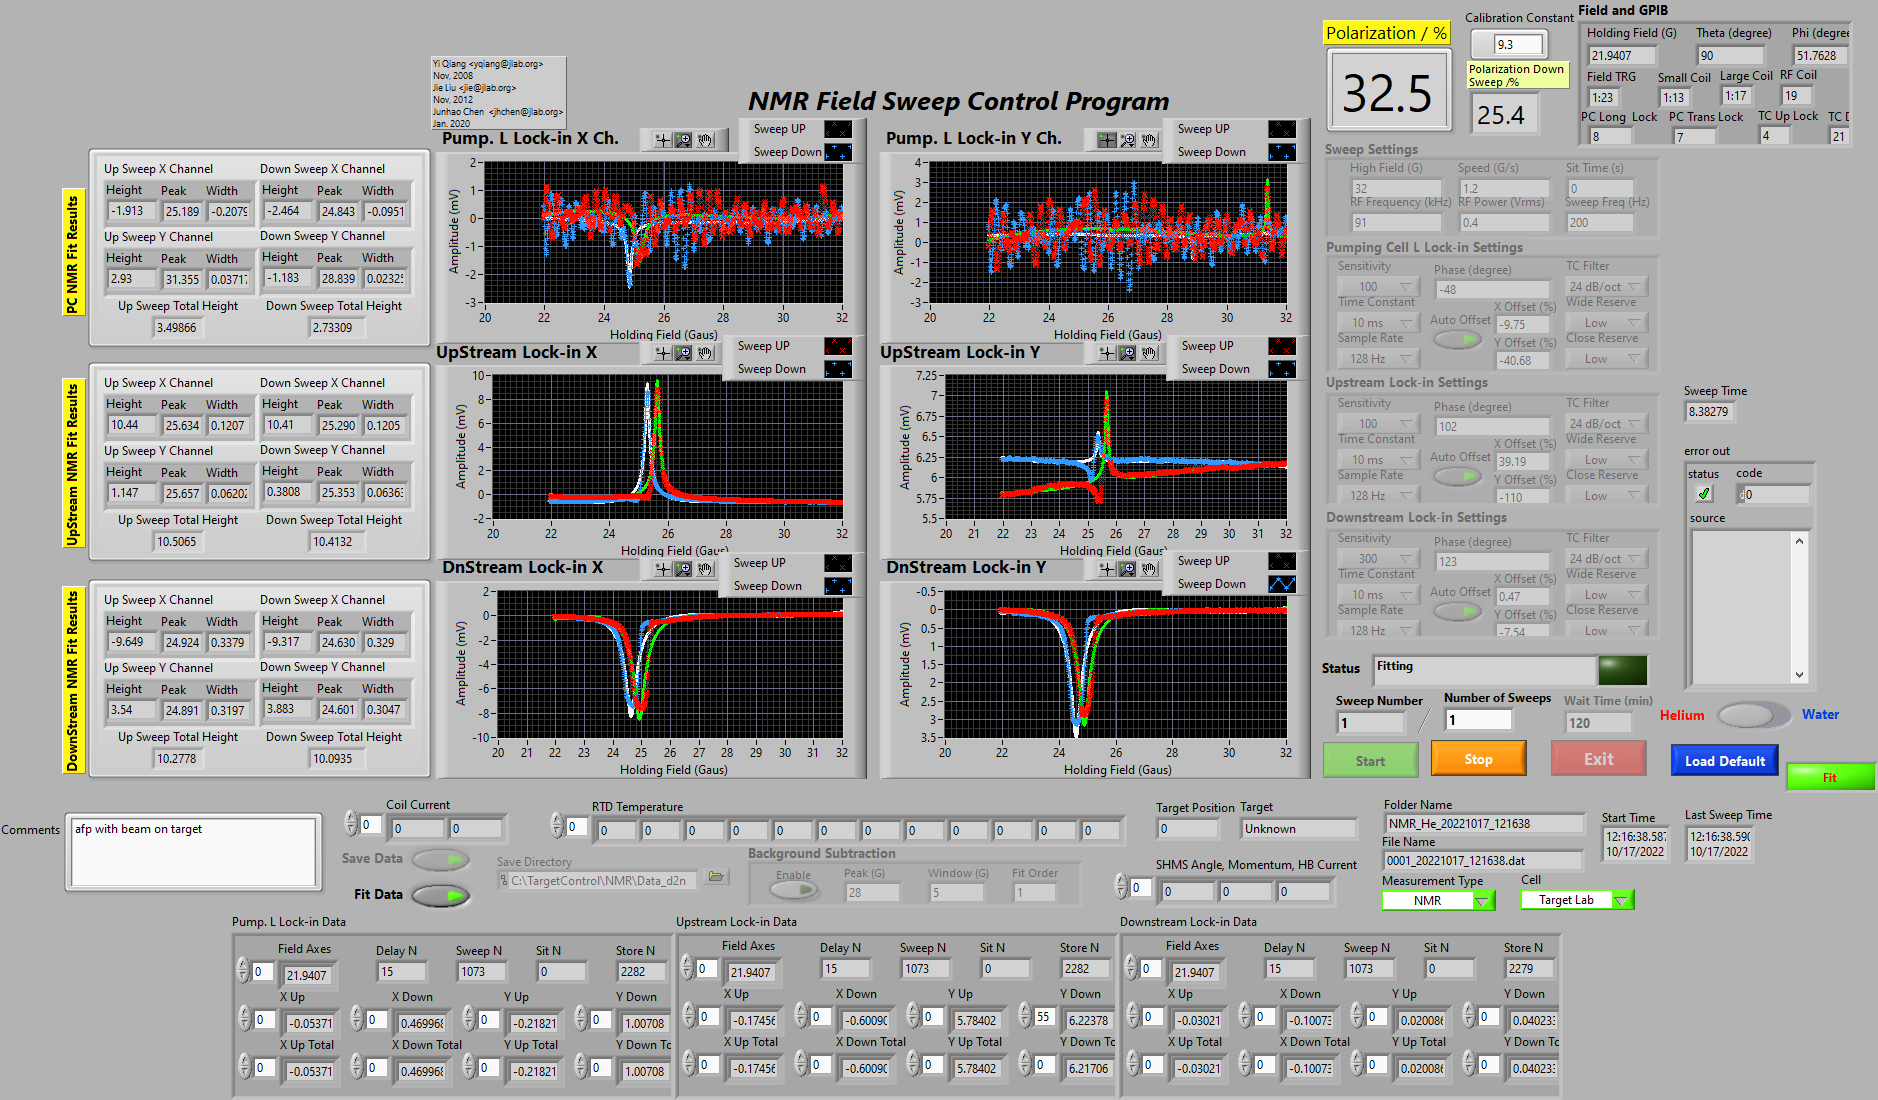 Yi Qiang <yqiang@jlab.org>
Nov, 2008
Jie Liu <jie@jlab.org>
Nov, 2012
Junhao Chen <jhchen@jlab.org>
Jan. 2020
NMR Field Sweep Control Program
Polarization / %
32.5
Calibration Constant
9.3
Polarization Down
Sweep /%
25.4
Field and GPIB
Holding Field (G) Theta (degree) Phi (degree
21.9407 90 51.7628
Field TRG Small Coil Large Coil RF Coil
1:23 1:13 1:17 19
PC Long Lock PC Trans Lock TC Up Lock TC
8 7 4 21
PC NMR Fit Results
Up Sweep X Channel Down Sweep X Channel
Height Peak Width Height Peak Width
-1.913 25.189 -0.2079 -2.464 24.843 -0.0951
Up Sweep Y Channel Down Sweep Y Channel
Height Peak Width Height Peak Width
2.93 31.355 0.03717 -1.183 28.839 0.02325
Up Sweep Total Height Down Sweep Total Height
3.49866 2.73309
UpStream NMR Fit Results
Up Sweep X Channel Down Sweep X Channel
Height Peak Width Height Peak Width
10.44 25.634 0.1207 10.41 25.290 0.1205
Up Sweep Y Channel Down Sweep Y Channel
Height Peak Width Height Peak Width
1.147 25.657 0.06202 0.3808 25.353 0.06363
Up Sweep Total Height Down Sweep Total Height
10.5065 10.4132
DownStream NMR Fit Results
Up Sweep X Channel Down Sweep X Channel
Height Peak Width Height Peak Width
-9.649 24.924 0.3379 -9.317 24.630 0.329
Up Sweep Y Channel Down Sweep Y Channel
Height Peak Width Height Peak Width
3.54 24.891 0.3197 3.883 24.601 0.3047
Up Sweep Total Height Down Sweep Total Height
10.2778 10.0935
Pump. L Lock-in X Ch.
Sweep UP
Sweep Down
Amplitude (mV)
2
1
0
-1
-2
-3
20 22 24 26 28 30 32
Holding Field (Gaus)
Pump. L Lock-in Y Ch.
Sweep UP
Sweep Down
Amplitude (mV)
4
3
2
1
0
-1
-2
-3
20 22 24 26 28 30 32
Holding Field (Gaus)
UpStream Lock-in X
Sweep UP
Sweep Down
Amplitude (mV)
10
8
6
4
2
0
-2
20 22 24 26 28 30 32
Holding Field (Gaus)
UpStream Lock-in Y
Sweep UP
Sweep Down
Amplitude (mV)
7.25
7
6.75
6.5
6.25
6
5.75
5.5
20 21 22 23 24 25 26 27 28 29 30 31 32
Holding Field (Gaus)
DnStream Lock-in X
Sweep UP
Sweep Down
Amplitude (mV)
2
0
-2
-4
-6
-8
-10
20 21 22 23 24 25 26 27 28 29 30 32
Holding Field (Gaus)
DnStream Lock-in Y
Sweep UP
Sweep Down
Amplitude (mV)
-0.5
0
0.5
1
1.5
2
2.5
3
3.5
20 22 24 26 28 30 32
Holding Field (Gaus)
Sweep Settings
High Field (G) Speed (G/s) Sit Time (s)
32 1.2 0
RF Frequency (kHz) RF Power (Vrms) Sweep Freq (Hz)
91 0.4 200
Pumping Cell L Lock-in Settings
Sensitivity Phase (degree) TC Filter
100 -48 24 dB/oct
Time Constant X Offset (%) Wide Reserve
10 ms Auto Offset -9.75 Low
Sample Rate Y Offset (%) Close Reserve
128 Hz -40.68 Low
Upstream Lock-in Settings
Sensitivity Phase (degree) TC Filter
100 102 24 dB/oct
Time Constant X Offset (%) Wide Reserve
10 ms Auto Offset 39.19 Low
Sample Rate Y Offset (%) Close Reserve
128 Hz -110 Low
Downstream Lock-in Settings
Sensitivity Phase (degree) TC Filter
300 123 24 dB/oct
Time Constant X Offset (%) Wide Reserve
10 ms Auto Offset 0.47 Low
Sample Rate Y Offset (%) Close Reserve
128 Hz -7.54 Low
Sweep Time
8.38279
error out
status code
0
source
Status Fitting
Sweep Number Number of Sweeps Wait Time (min)
1 / 1 120
Helium Water
Start Stop Exit Load Default Fit
Comments afp with beam on target
Coil Current
0 0 0
Save Data
Fit Data
RTD Temperature
0 0 0 0 0 0 0 0 0 0 0 0 0
Save Directory
C:\TargetControl\NMR\Data_d2n
Background Subtraction
Enable Peak (G) Window (G) Fit Order
28 5 1
Target Position Target
0 Unknown
SHMS Angle, Momentum, HB Current
0 0 0 0
Folder Name
NMR_He_20221017_121638
File Name
0001_20221017_121638.dat
Measurement Type Cell
NMR Target Lab
Start Time
12:16:38.587
10/17/2022
Last Sweep Time
12:16:38.590
10/17/2022
Pump. L Lock-in Data
Field Axes Delay N Sweep N Sit N Store N
0 21.9407 15 1073 0 2282
X Up X Down Y Up Y Down
0 -0.05371 0 0.469968 0 -0.21821 0 1.00708
X Up Total X Down Total Y Up Total Y Down To
0 -0.05371 0 0.469968 0 -0.21821 0 1.00708
Upstream Lock-in Data
Field Axes Delay N Sweep N Sit N Store N
0 21.9407 15 1073 0 2282
X Up X Down Y Up Y Down
0 -0.17456 0 -0.60090 0 5.78402 55 6.22378
X Up Total X Down Total Y Up Total Y Down To
0 -0.17456 0 -0.60090 0 5.78402 0 6.21706
Downstream Lock-in Data
Field Axes Delay N Sweep N Sit N Store N
0 21.9407 15 1073 0 2279
X Up X Down Y Up Y Down
0 -0.03021 0 -0.10073 0 0.020086 0 0.040233
X Up Total X Down Total Y Up Total Y Down To
0 -0.03021 0 -0.10073 0 0.020086 0 0.040233